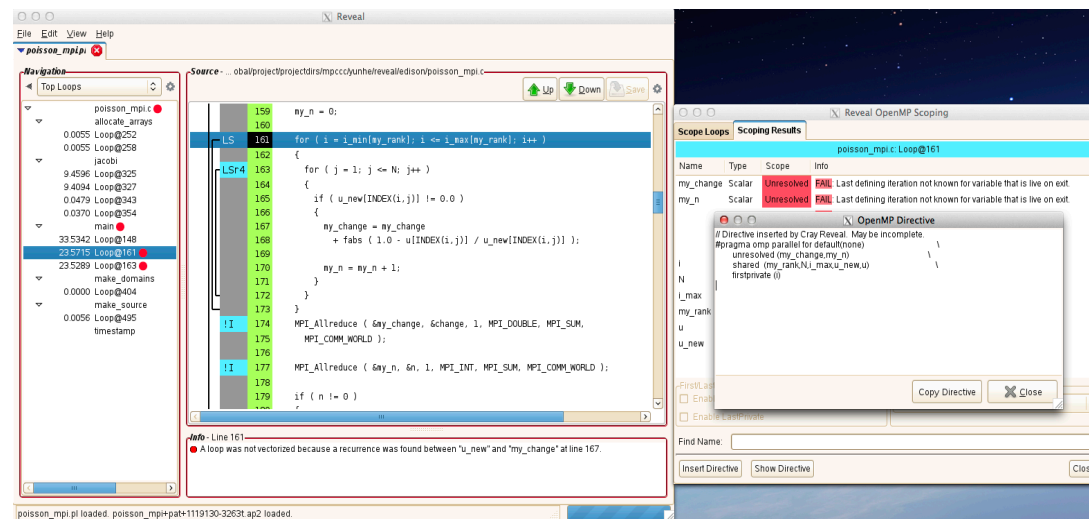 Reveal
File Edit View Help
poisson_mpi.pl
Navigation
Top Loops
poisson_mpi.c
allocate_arrays
0.0055 Loop@252
0.0055 Loop@258
jacobi
9.4596 Loop@325
9.4094 Loop@327
0.0479 Loop@343
0.0370 Loop@354
main
33.5342 Loop@148
23.5715 Loop@161
23.5289 Loop@163
make_domains
0.0000 Loop@404
make_source
0.0056 Loop@495
timestamp
Source - ... obal/project/projectdirs/mpccc/yunhe/reveal/edison/poisson_mpi.c
Up Down Save
159 my_n = 0;
160
LS 161 for ( i = i_min[my_rank]; i <= i_max[my_rank]; i++ )
162 {
LSr4 163 for ( j = 1; j <= N; j++ )
164 {
165 if ( u_new[INDEX(i,j)] != 0.0 )
166 {
167 my_change = my_change
168 + fabs ( 1.0 - u[INDEX(i,j)] / u_new[INDEX(i,j)] );
169
170 my_n = my_n + 1;
171 }
172 }
173 }
!I 174 MPI_Allreduce ( &my_change, &change, 1, MPI_DOUBLE, MPI_SUM,
175 MPI_COMM_WORLD );
176
!I 177 MPI_Allreduce ( &my_n, &n, 1, MPI_INT, MPI_SUM, MPI_COMM_WORLD );
178
179 if ( n != 0 )
Info - Line 161
A loop was not vectorized because a recurrence was found between "u_new" and "my_change" at line 167.
poisson_mpi.pl loaded. poisson_mpi+pat+1119130-3263t.ap2 loaded.
Reveal OpenMP Scoping
Scope Loops Scoping Results
poisson_mpi.c: Loop@161
Name Type Scope Info
my_change Scalar Unresolved FAIL: Last defining iteration not known for variable that is live on exit.
my_n Scalar Unresolved FAIL: Last defining iteration not known for variable that is live on exit.
i
N
i_max
my_rank
u
u_new
OpenMP Directive
// Directive inserted by Cray Reveal. May be incomplete.
#pragma omp parallel for default(none) \
unresolved (my_change,my_n) \
shared (my_rank,N,i_max,u_new,u) \
firstprivate (i)
Copy Directive Close
Enable LastPrivate
Find Name:
Insert Directive Show Directive